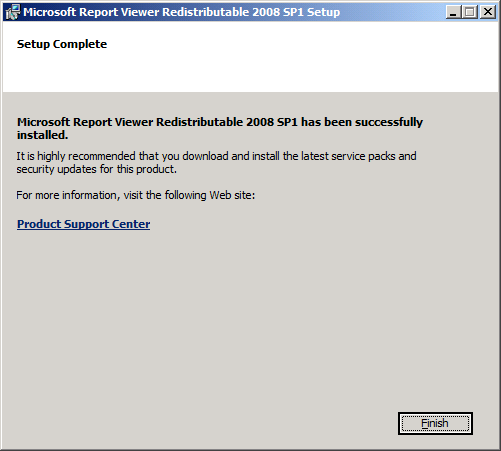 Microsoft Report Viewer Redistributable 2008 SP1 Setup
Setup Complete
Microsoft Report Viewer Redistributable 2008 SP1 has been successfully
installed.
It is highly recommended that you download and install the latest service packs and
security updates for this product.
For more information, visit the following Web site:
Product Support Center
Finish